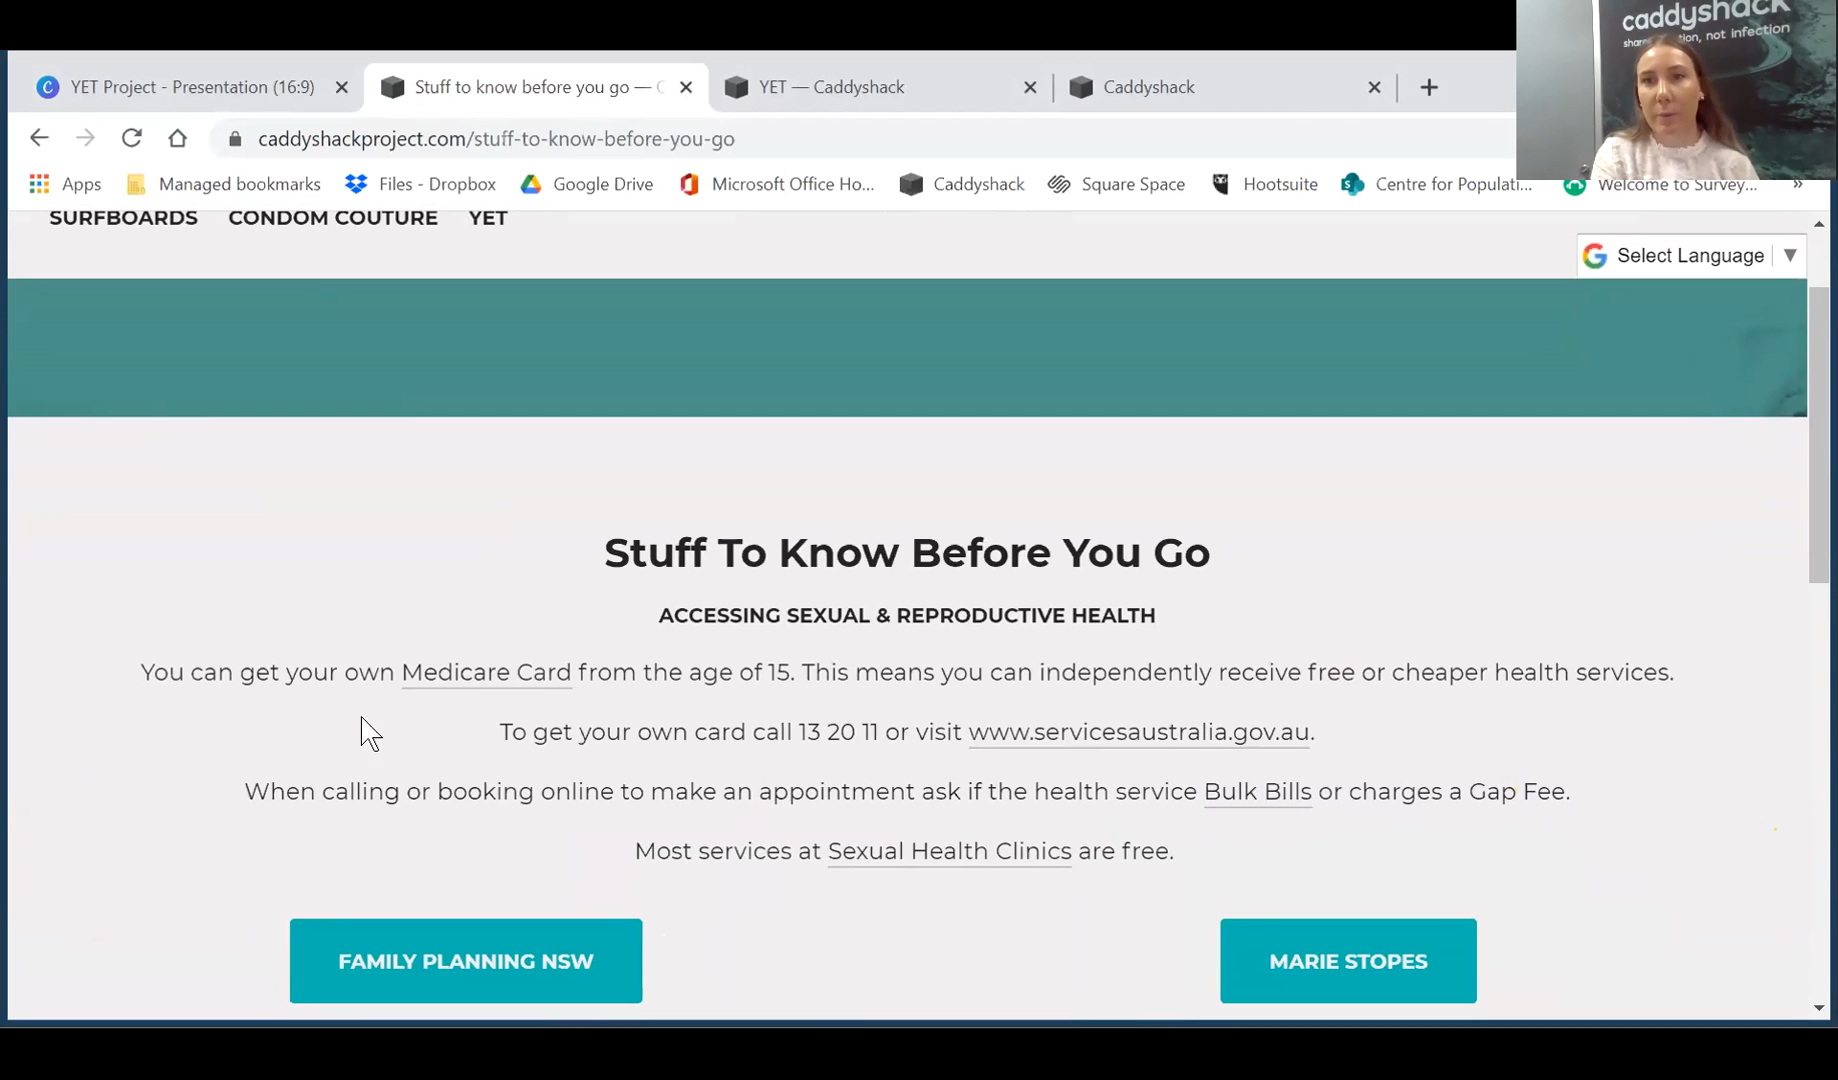 caddyshack
YET Project - Presentation (16:9)
Stuff to know before you go —
YET — Caddyshack
Caddyshack
caddyshackproject.com/stuff-to-know-before-you-go
Apps
Managed bookmarks
Files - Dropbox
Google Drive
Microsoft Office Ho...
Caddyshack
Square Space
Hootsuite
Centre for Populati...
Welcome to Survey...
SURFBOARDS CONDOM COUTURE YET
Select Language
Stuff To Know Before You Go
ACCESSING SEXUAL & REPRODUCTIVE HEALTH
You can get your own Medicare Card from the age of 15. This means you can independently receive free or cheaper health services.
To get your own card call 13 20 11 or visit www.servicesaustralia.gov.au.
When calling or booking online to make an appointment ask if the health service Bulk Bills or charges a Gap Fee.
Most services at Sexual Health Clinics are free.
FAMILY PLANNING NSW
MARIE STOPES